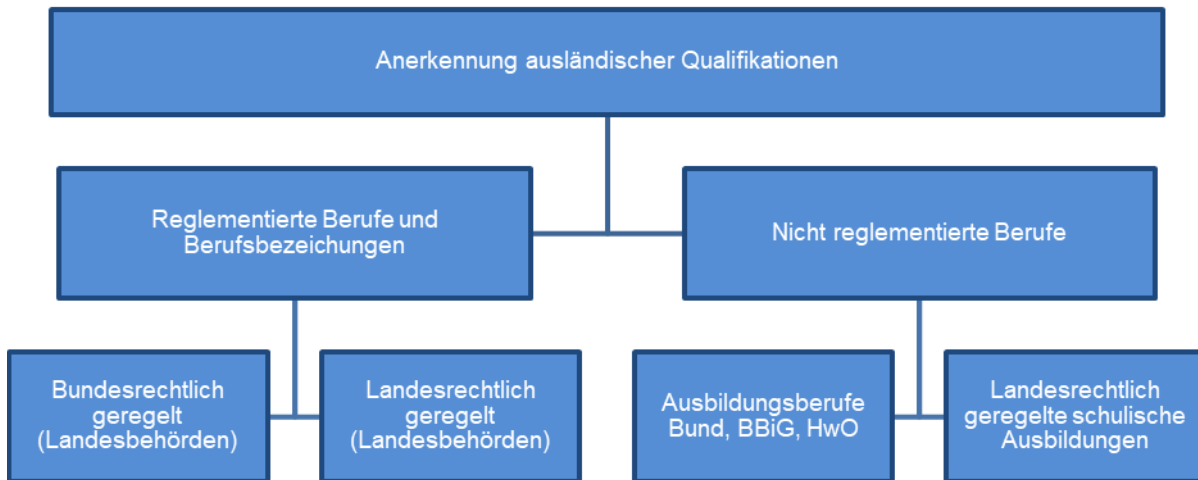 Anerkennung ausländischer Qualifikationen
Reglementierte Berufe und
Berufsbezeichungen
Nicht reglementierte Berufe
Bundesrechtlich
geregelt
(Landesbehörden)
Landesrechtlich
geregelt
(Landesbehörden)
Ausbildungsberufe
Bund, BBiG, HwO
Landesrechtlich
geregelte schulische
Ausbildungen